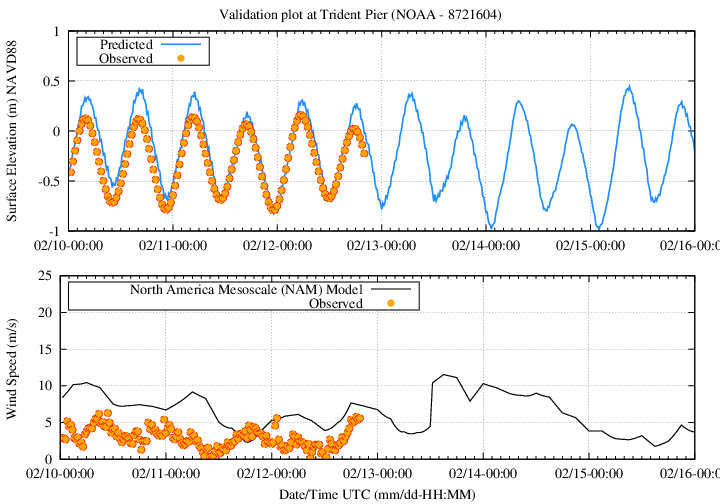 Validation plot at Trident Pier (NOAA - 8721604)
1
0.5
0
-0.5
-1
Surface Elevation (m) NAVD88
Predicted
Observed
02/10-00:00 02/11-00:00 02/12-00:00 02/13-00:00 02/14-00:00 02/15-00:00 02/16-00:00
25
20
15
10
5
0
Wind Speed (m/s)
North America Mesoscale (NAM) Model
Observed
02/10-00:00 02/11-00:00 02/12-00:00 02/13-00:00 02/14-00:00 02/15-00:00 02/16-00:00
Date/Time UTC (mm/dd-HH:MM)